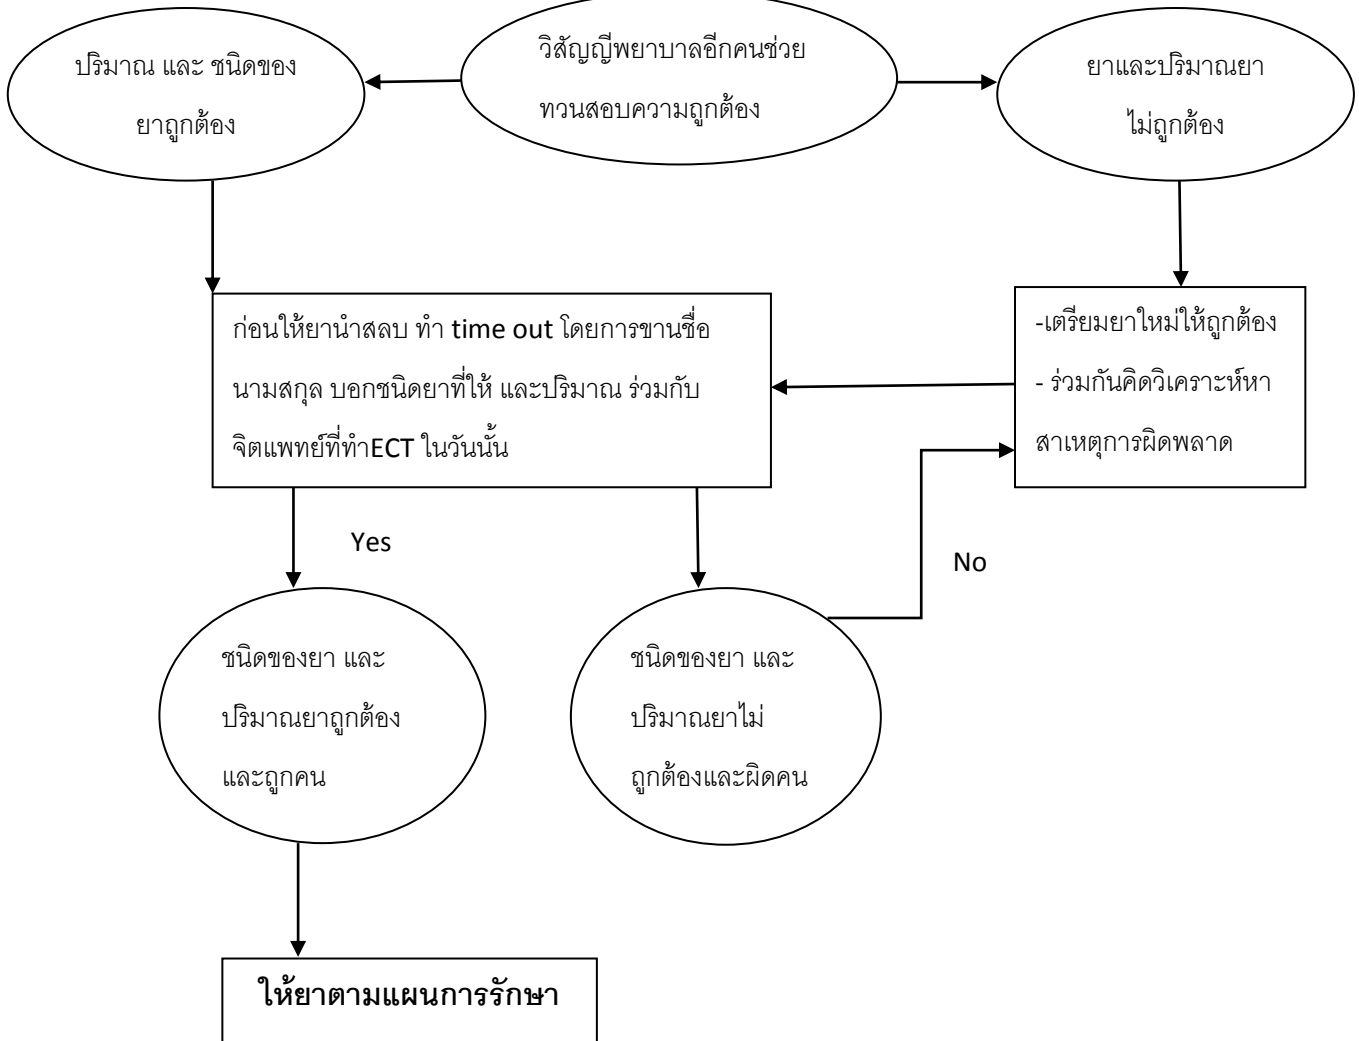 วิสัญญีพยาบาลอีกคนช่วย
ทวนสอบความถูกต้อง
ปริมาณ และ ชนิดของ
ยาถูกต้อง
ยาและปริมาณยา
ไม่ถูกต้อง
ก่อนให้ยานำสลบ ทำ time out โดยการขานชื่อ
นามสกุล บอกชนิดยาที่ให้ และปริมาณ ร่วมกับ
จิตแพทย์ที่ทำECT ในวันนั้น
-เตรียมยาใหม่ให้ถูกต้อง
- ร่วมกันคิดวิเคราะห์หา
สาเหตุการผิดพลาด
Yes
No
ชนิดของยา และ
ปริมาณยาถูกต้อง
และถูกคน
ชนิดของยา และ
ปริมาณยาไม่
ถูกต้องและผิดคน
ให้ยาตามแผนการรักษา